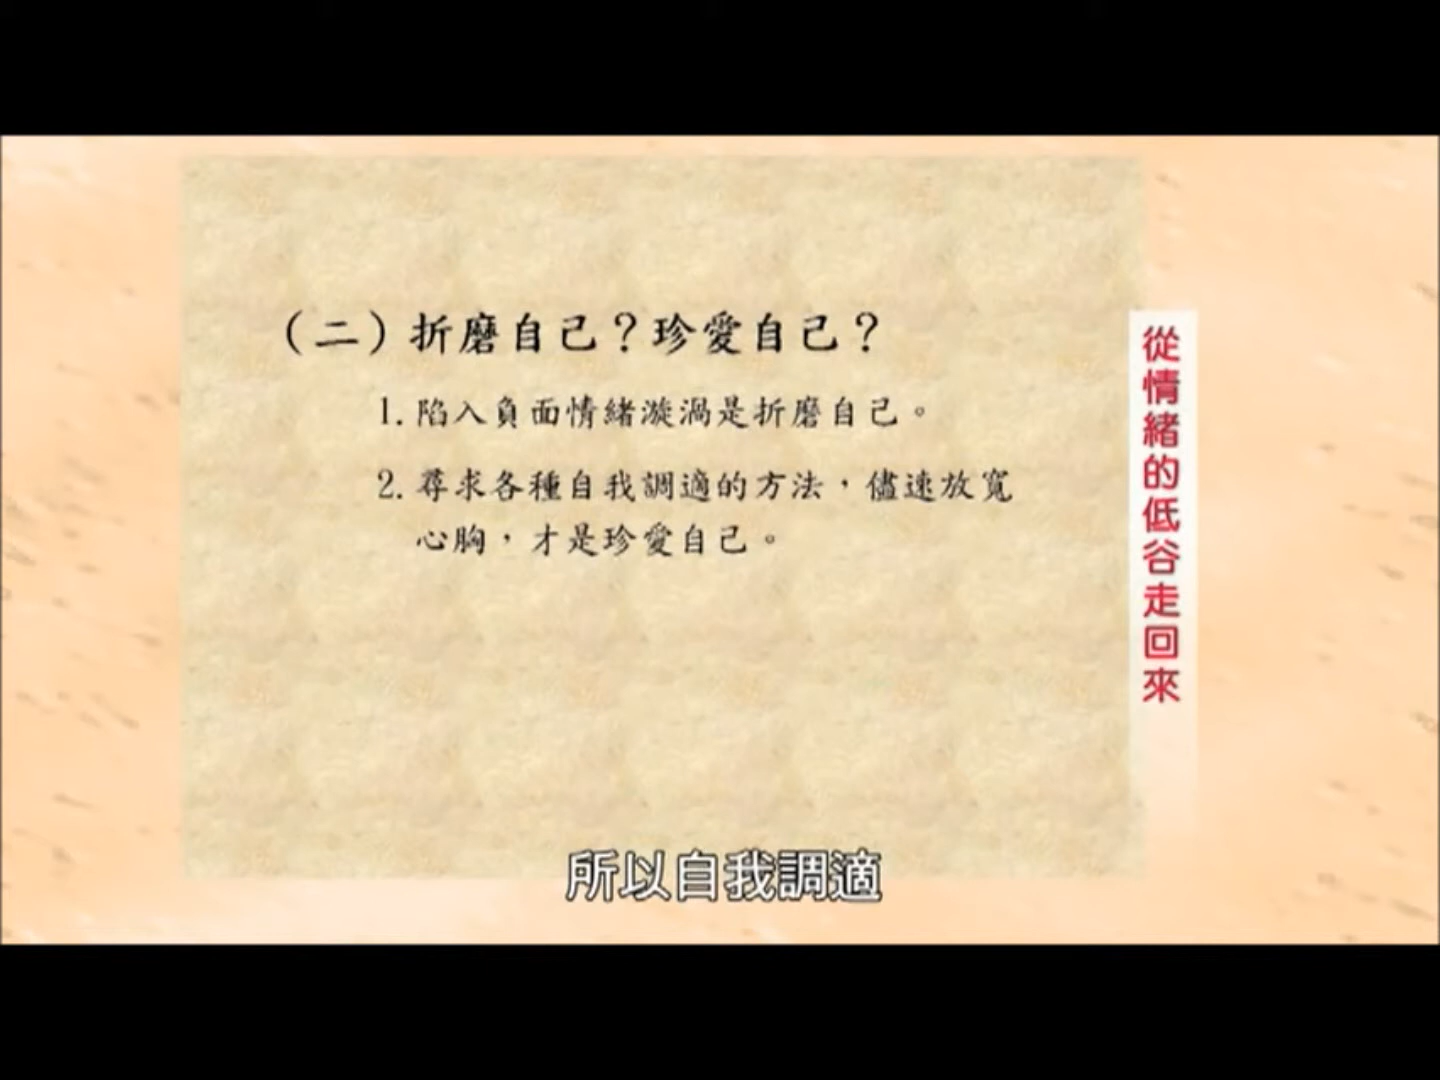 (二)折磨自己？珍愛自己？
1.陷入負面情緒漩渦是折磨自己。
2.尋求各種自我調適的方法，儘速放寬
心胸，才是珍愛自己。
從情緒的低谷走回來
所以自我調適